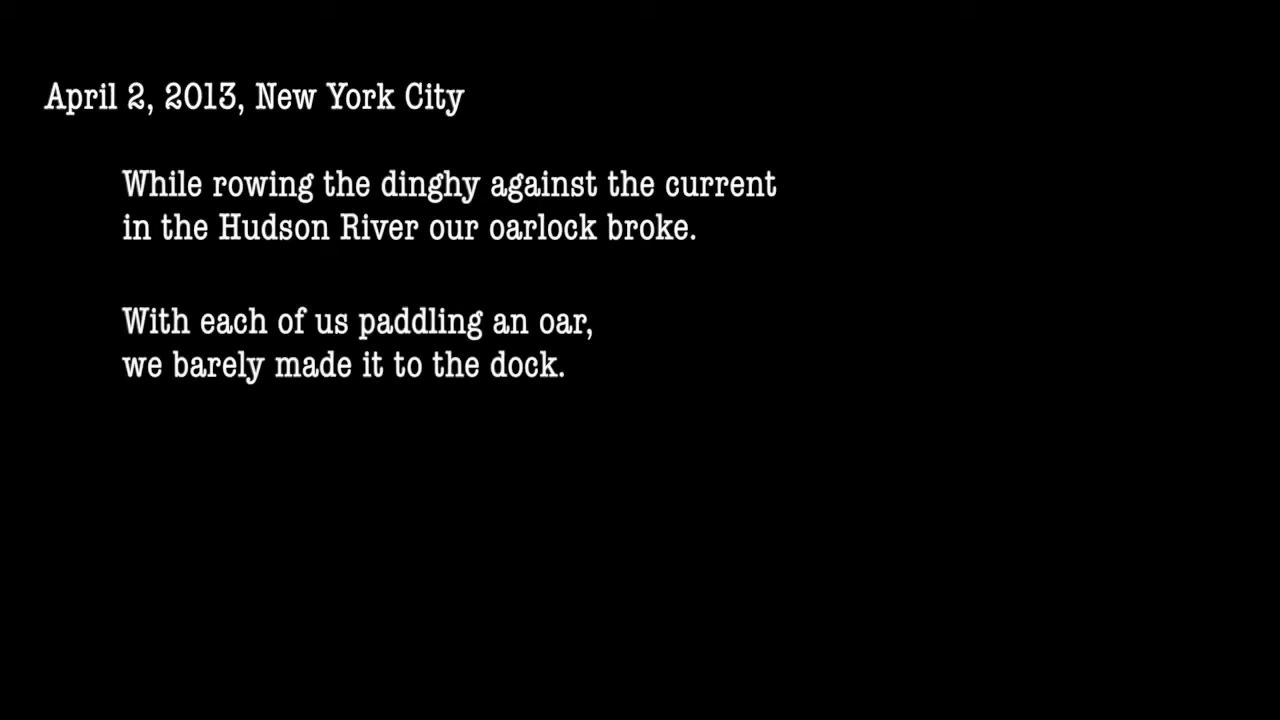 April 2, 2013, New York City
While rowing the dinghy against the current
in the Hudson River our oarlock broke.
With each of us paddling an oar,
we barely made it to the dock.